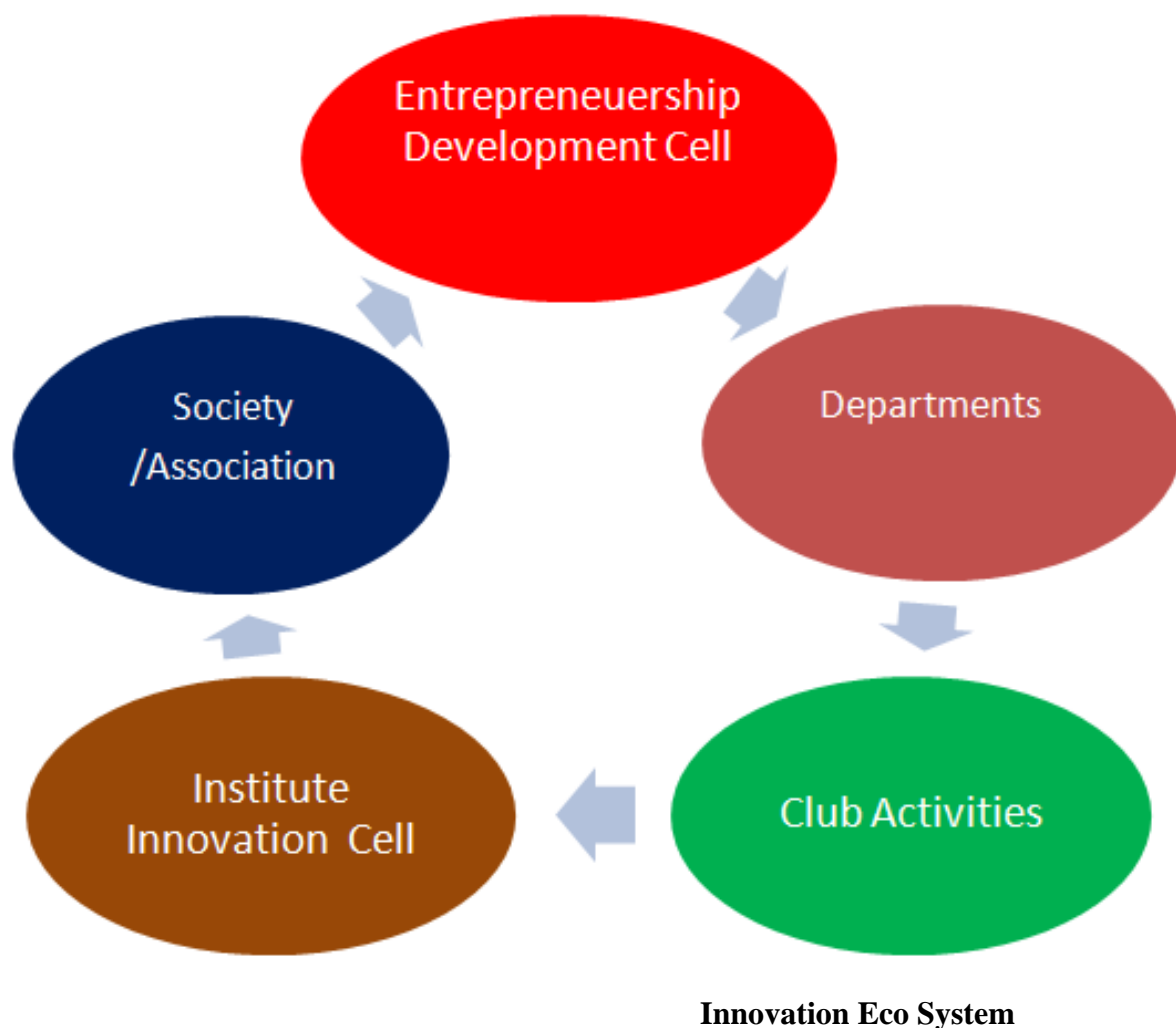 Entrepreneuership
Development Cell
Departments
Club Activities
Institute
Innovation Cell
Society
/Association
Innovation Eco System